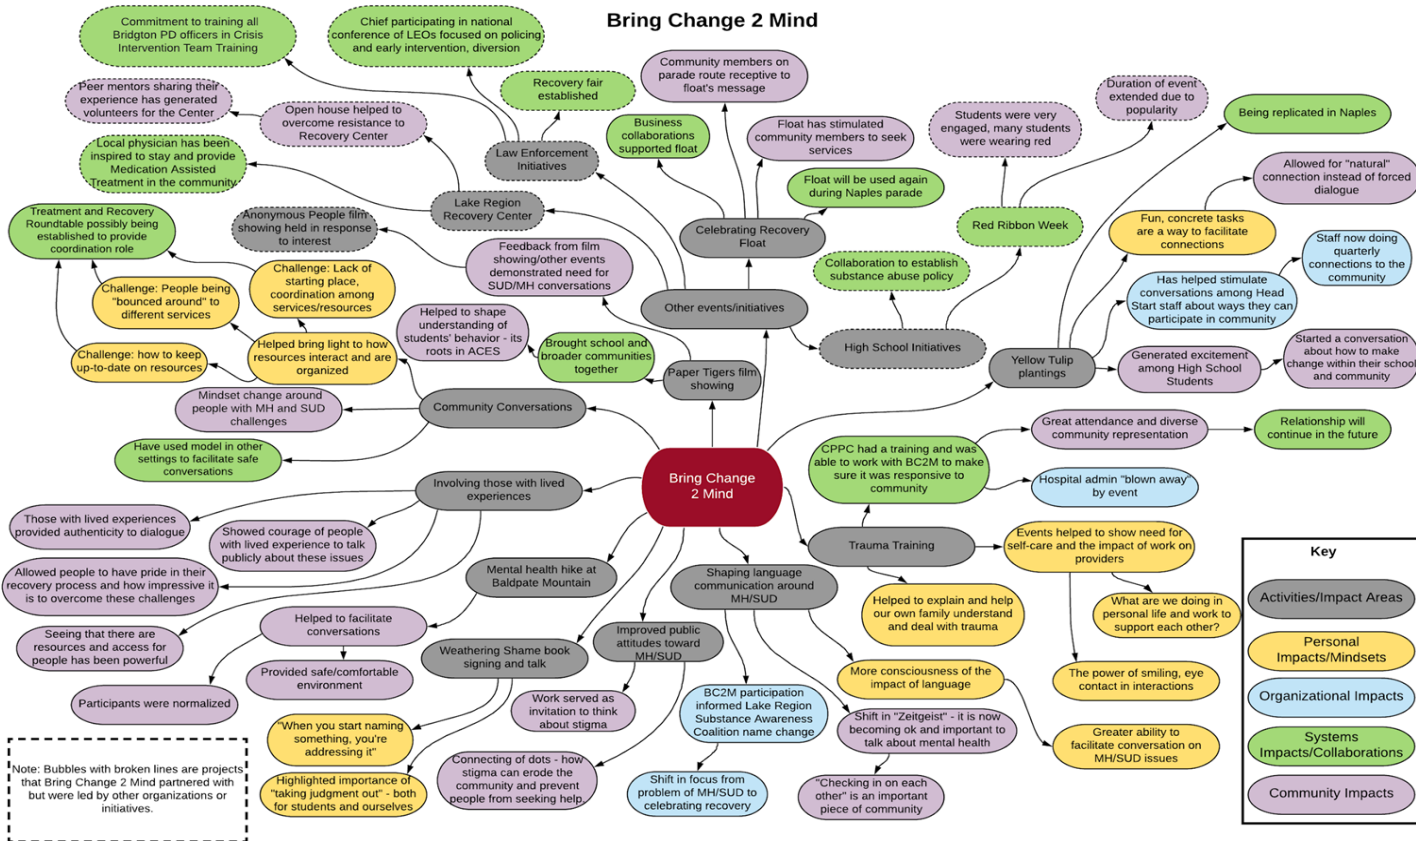 Bring Change 2 Mind
Commitment to training all
Bridgton PD officers in Crisis
Intervention Team Training
Chief participating in national
conference of LEOs focused on policing
and early intervention, diversion
Peer mentors sharing their
experience has generated
volunteers for the Center
Open house helped to
overcome resistance to
Recovery Center
Recovery fair
established
Local physician has been
inspired to stay and provide
Medication Assisted
Treatment in the community
Law Enforcement
Initiatives
Lake Region
Recovery Center
Anonymous People film
showing held in response
to interest
Business
collaborations
supported float
Community members on
parade route receptive to
float's message
Float has stimulated
community members to seek
services
Float will be used again
during Naples parade
Celebrating Recovery
Float
Students were very
engaged, many students
were wearing red
Duration of event
extended due to
popularity
Red Ribbon Week
Collaboration to establish
substance abuse policy
High School Initiatives
Other events/initiatives
Being replicated in Naples
Allowed for "natural"
connection instead of forced
dialogue
Fun, concrete tasks
are a way to facilitate
connections
Staff now doing
quarterly
connections to the
community
Has helped stimulate
conversations among Head
Start staff about ways they can
participate in community
Generated excitement
among High School
Students
Started a conversation
about how to make
change within their school
and community
Yellow Tulip
plantings
Treatment and Recovery
Roundtable possibly being
established to provide
coordination role
Challenge: Lack of
starting place,
coordination among
services/resources
Challenge: People being
"bounced around" to
different services
Challenge: how to keep
up-to-date on resources
Helped bring light to how
resources interact and are
organized
Mindset change around
people with MH and SUD
challenges
Have used model in other
settings to facilitate safe
conversations
Community Conversations
Feedback from film
showing/other events
demonstrated need for
SUD/MH conversations
Helped to shape
understanding of
students' behavior - its
roots in ACES
Brought school and
broader communities
together
Paper Tigers film
showing
Bring Change
2 Mind
CPPC had a training and was
able to work with BC2M to make
sure it was responsive to
community
Great attendance and diverse
community representation
Relationship will
continue in the future
Hospital admin "blown away"
by event
Trauma Training
Events helped to show need for
self-care and the impact of work on
providers
Helped to explain and help
our own family understand
and deal with trauma
What are we doing in
personal life and work to
support each other?
The power of smiling, eye
contact in interactions
Involving those with lived
experiences
Those with lived experiences
provided authenticity to dialogue
Showed courage of people
with lived experience to talk
publicly about these issues
Allowed people to have pride in their
recovery process and how impressive it
is to overcome these challenges
Seeing that there are
resources and access for
people has been powerful
Mental health hike at
Baldpate Mountain
Helped to facilitate
conversations
Provided safe/comfortable
environment
Participants were normalized
Weathering Shame book
signing and talk
"When you start naming
something, you're
addressing it"
Highlighted importance of
"taking judgment out" - both
for students and ourselves
Improved public
attitudes toward
MH/SUD
Work served as
invitation to think
about stigma
Connecting of dots - how
stigma can erode the
community and prevent
people from seeking help.
Shaping language
communication around
MH/SUD
BC2M participation
informed Lake Region
Substance Awareness
Coalition name change
Shift in focus from
problem of MH/SUD to
celebrating recovery
More consciousness of the
impact of language
Greater ability to
facilitate conversation on
MH/SUD issues
Shift in "Zeitgeist" - it is now
becoming ok and important to
talk about mental health
"Checking in on each
other" is an important
piece of community
Note: Bubbles with broken lines are projects
that Bring Change 2 Mind partnered with
but were led by other organizations or
initiatives.
Key
Activities/Impact Areas
Personal
Impacts/Mindsets
Organizational Impacts
Systems
Impacts/Collaborations
Community Impacts